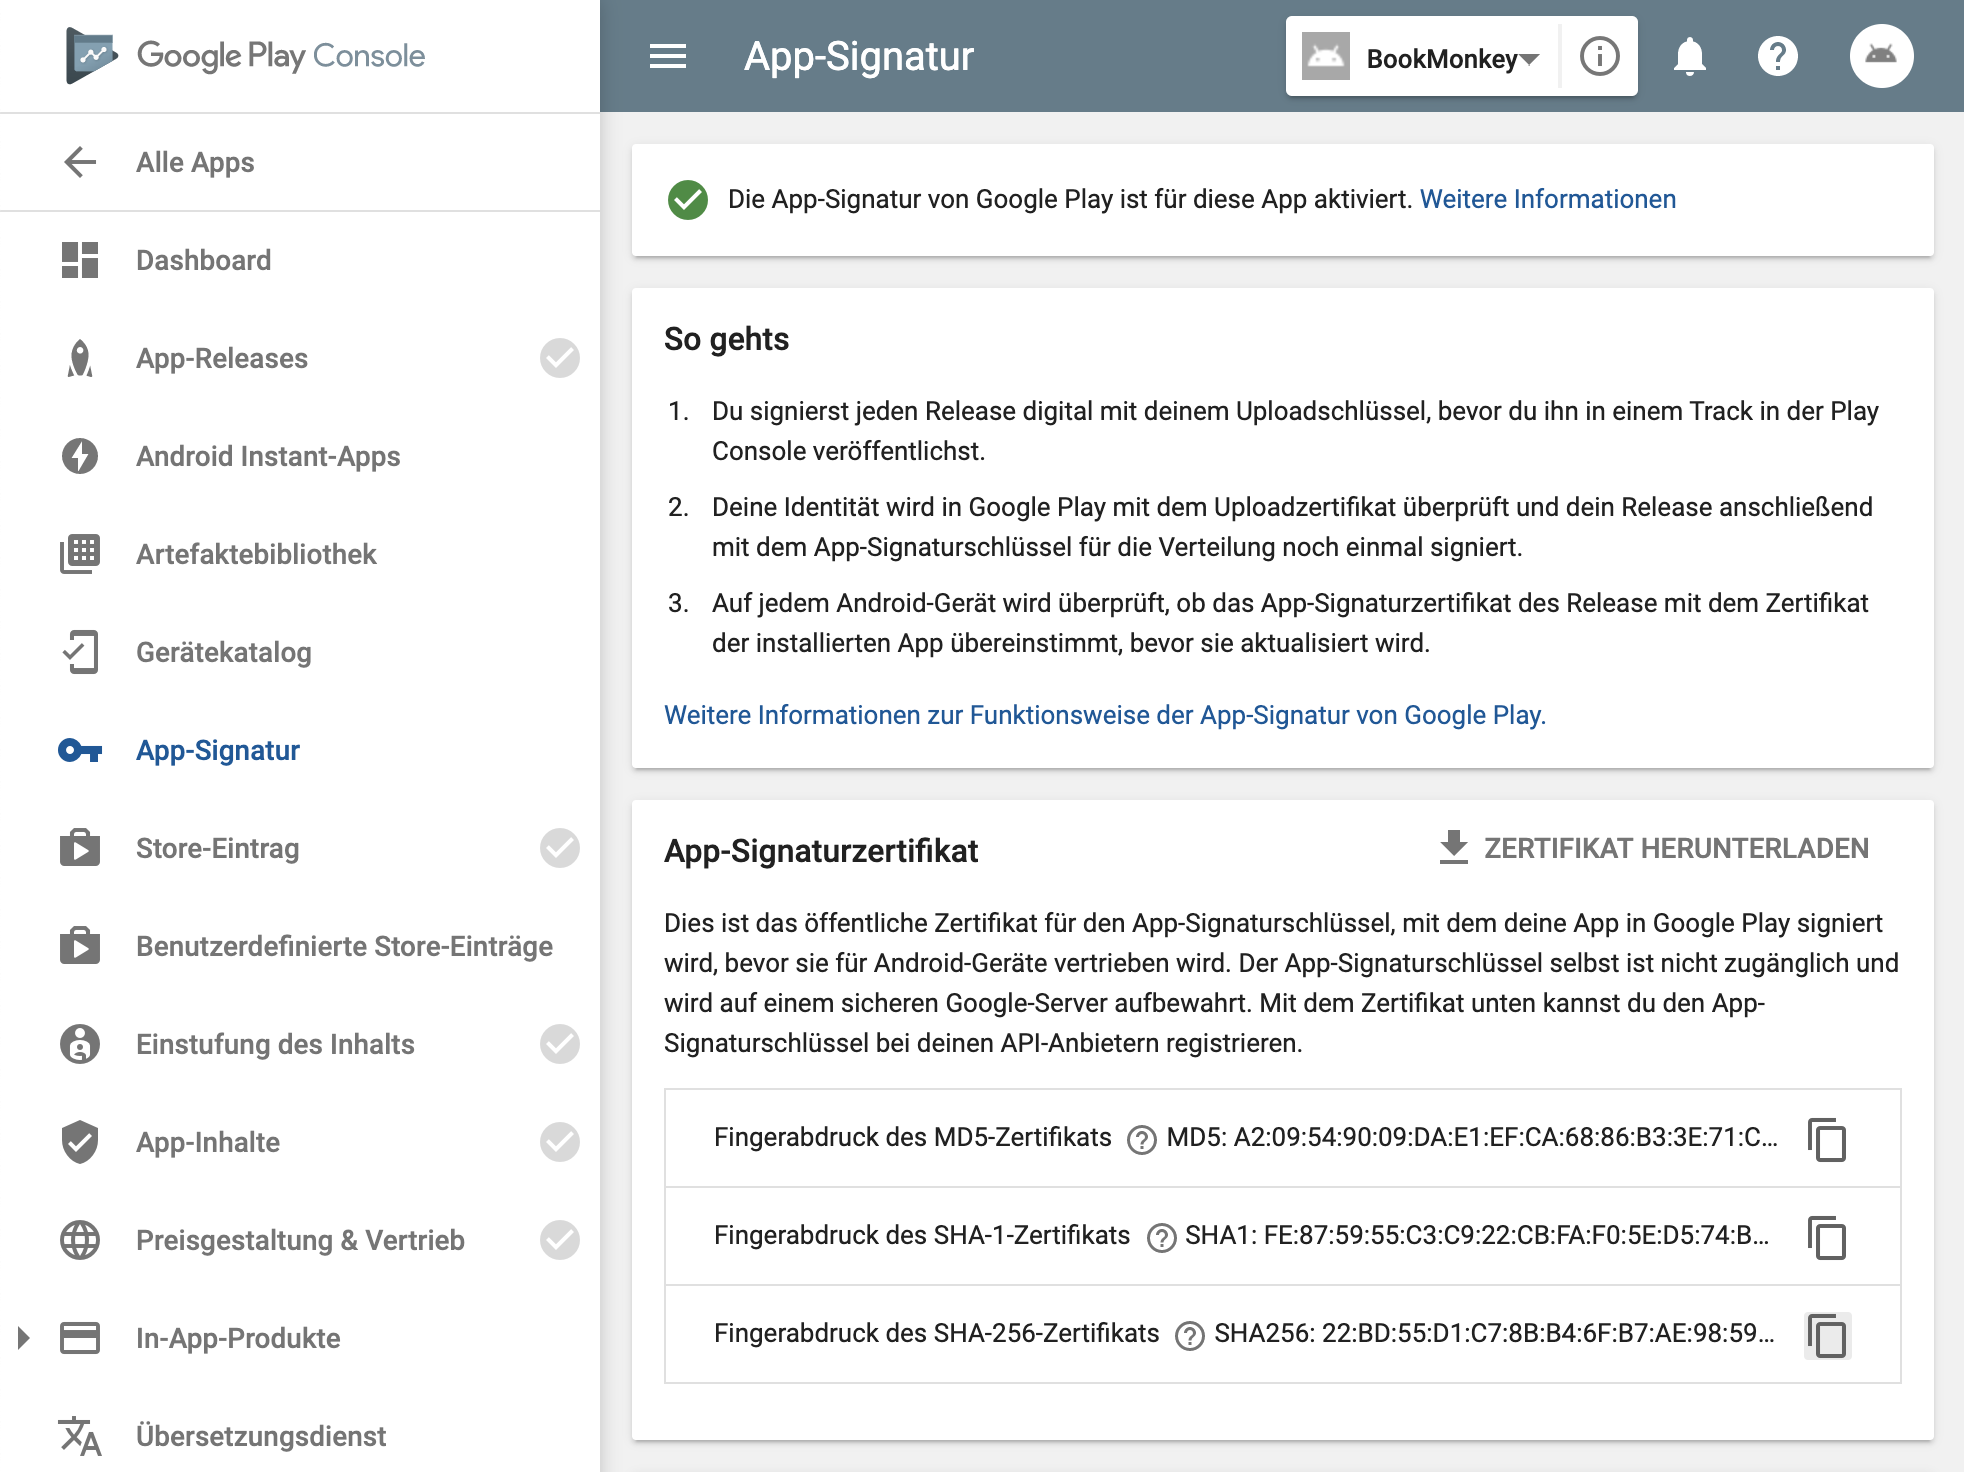 Google Play Console
Alle Apps
Dashboard
App-Releases
Android Instant-Apps
Artefaktebibliothek
Gerätekatalog
App-Signatur
Store-Eintrag
Benutzerdefinierte Store-Einträge
Einstufung des Inhalts
App-Inhalte
Preisgestaltung & Vertrieb
In-App-Produkte
Übersetzungsdienst
App-Signatur
BookMonkey
Die App-Signatur von Google Play ist für diese App aktiviert. Weitere Informationen
So gehts
1. Du signierst jeden Release digital mit deinem Uploadschlüssel, bevor du ihn in einem Track in der Play
Console veröffentlichst.
2. Deine Identität wird in Google Play mit dem Uploadzertifikat überprüft und dein Release anschließend
mit dem App-Signaturschlüssel für die Verteilung noch einmal signiert.
3. Auf jedem Android-Gerät wird überprüft, ob das App-Signaturzertifikat des Release mit dem Zertifikat
der installierten App übereinstimmt, bevor sie aktualisiert wird.
Weitere Informationen zur Funktionsweise der App-Signatur von Google Play.
App-Signaturzertifikat
ZERTIFIKAT HERUNTERLADEN
Dies ist das öffentliche Zertifikat für den App-Signaturschlüssel, mit dem deine App in Google Play signiert
wird, bevor sie für Android-Geräte vertrieben wird. Der App-Signaturschlüssel selbst ist nicht zugänglich und
wird auf einem sicheren Google-Server aufbewahrt. Mit dem Zertifikat unten kannst du den App-
Signaturschlüssel bei deinen API-Anbietern registrieren.
Fingerabdruck des MD5-Zertifikats ? MD5: A2:09:54:90:09:DA:E1:EF:CA:68:86:B3:3E:71:C...
Fingerabdruck des SHA-1-Zertifikats ? SHA1: FE:87:59:55:C3:C9:22:CB:FA:F0:5E:D5:74:B...
Fingerabdruck des SHA-256-Zertifikats ? SHA256: 22:BD:55:D1:C7:8B:B4:6F:B7:AE:98:59...